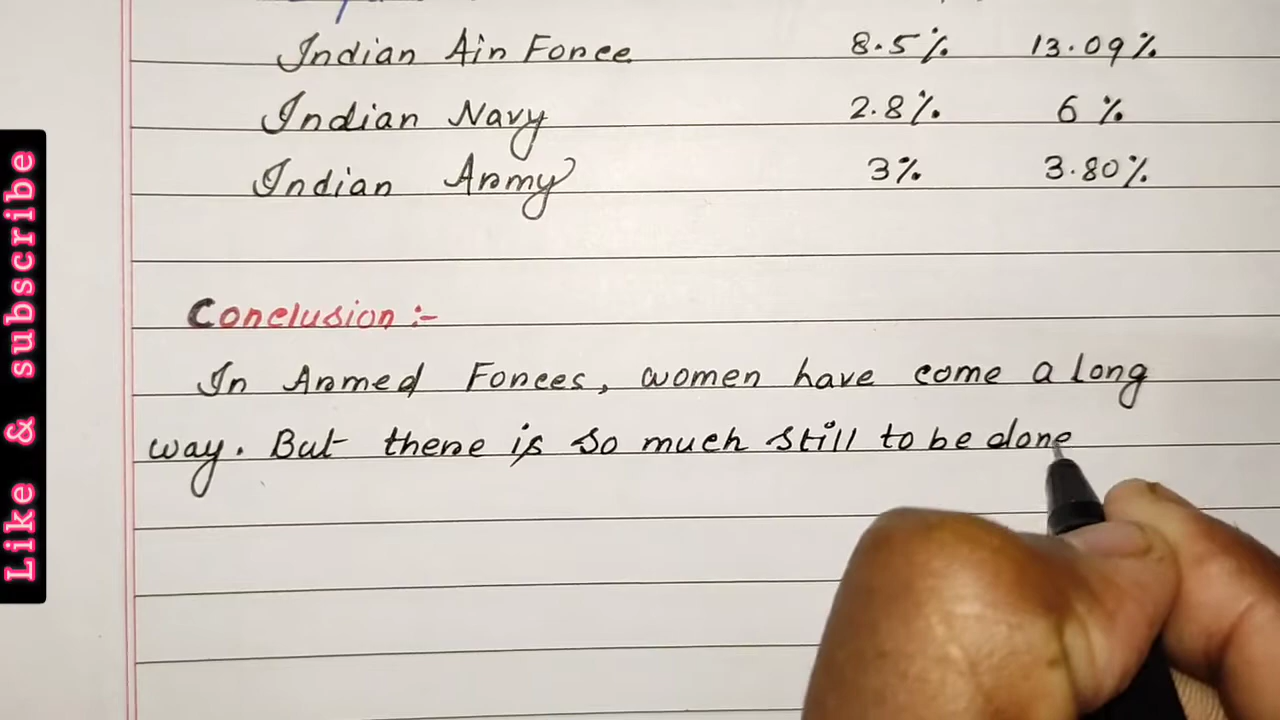 Indian Air Force 8.5% 13.09%
Indian Navy 2.8% 6 %
Indian Army 3% 3.80%
Conclusion :-
In Armed Forces, women have come a long
way. But there is so much still to be done
Like & subscribe